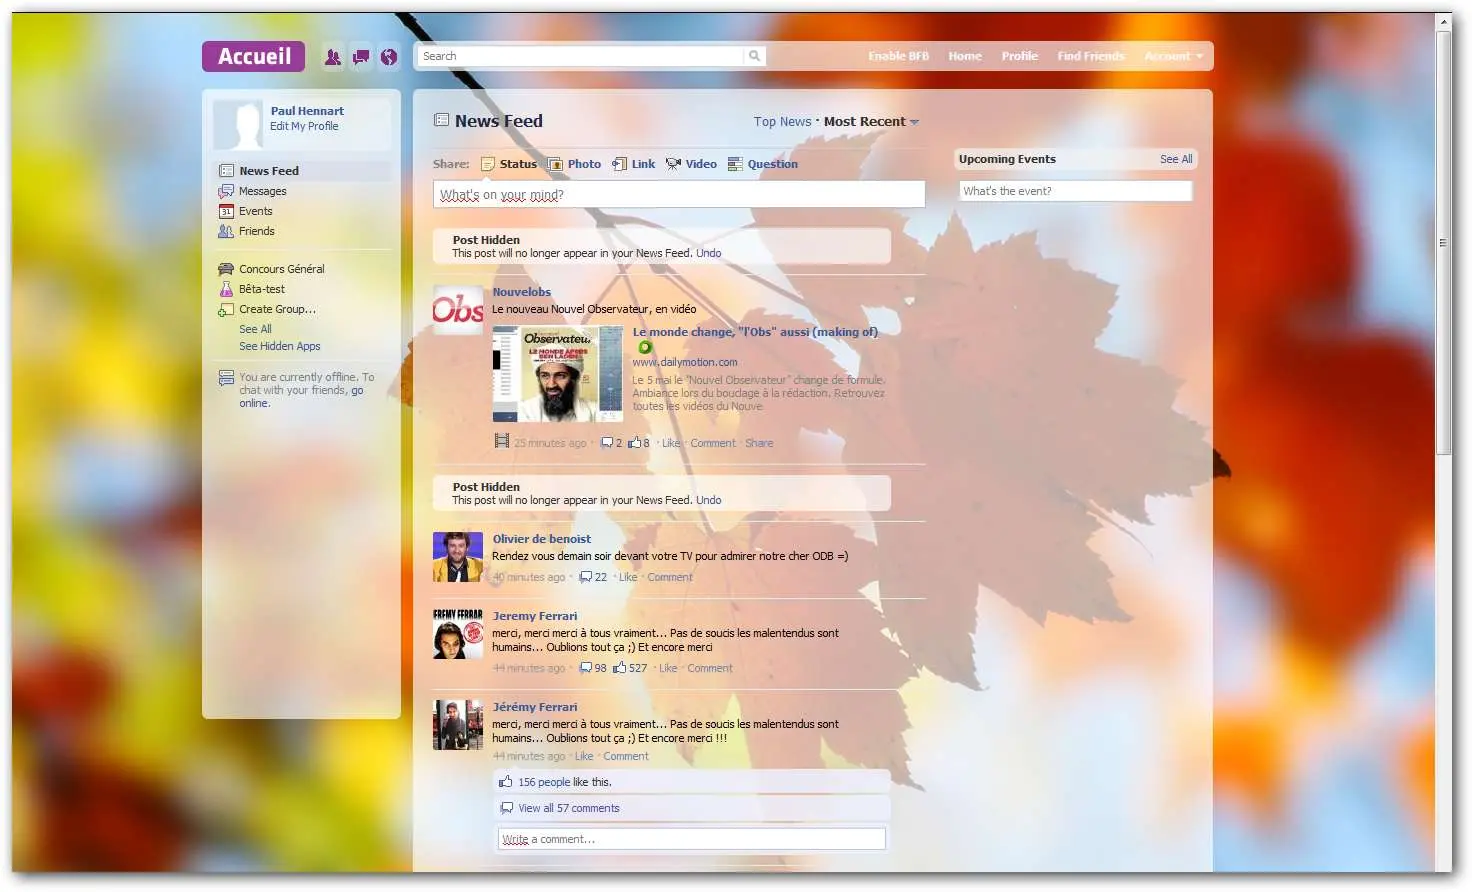 Accueil
Search
Enable BFB Home Profile Find Friends Account
Paul Hennart
Edit My Profile
News Feed
Messages
31 Events
Friends
Concours Général
Bêta-test
Create Group...
See All
See Hidden Apps
You are currently offline. To
chat with your friends, go
online.
News Feed
Top News · Most Recent
Share: Status Photo Link Video Question
What's on your mind?
Upcoming Events See All
What's the event?
Post Hidden
This post will no longer appear in your News Feed. Undo
Obs
Nouvelobs
Le nouveau Nouvel Observateur, en vidéo
Observateur
LE MONDE APRÈS
BEN LADEN
Le monde change, "l'Obs" aussi (making of)
www.dailymotion.com
Le 5 mai le "Nouvel Observateur" change de formule.
Ambiance lors du bouclage à la rédaction. Retrouvez
toutes les vidéos du Nouve
25 minutes ago · 2 8 · Like · Comment · Share
Post Hidden
This post will no longer appear in your News Feed. Undo
Olivier de benoist
Rendez vous demain soir devant votre TV pour admirer notre cher ODB =)
40 minutes ago · 22 · Like · Comment
EREMY FERRAR
Jeremy Ferrari
merci, merci merci à tous vraiment... Pas de soucis les malentendus sont
humains... Oublions tout ça ;) Et encore merci
44 minutes ago · 98 527 · Like · Comment
Jérémy Ferrari
merci, merci merci à tous vraiment... Pas de soucis les malentendus sont
humains... Oublions tout ça ;) Et encore merci !!!
44 minutes ago · Like · Comment
156 people like this.
View all 57 comments
Write a comment...